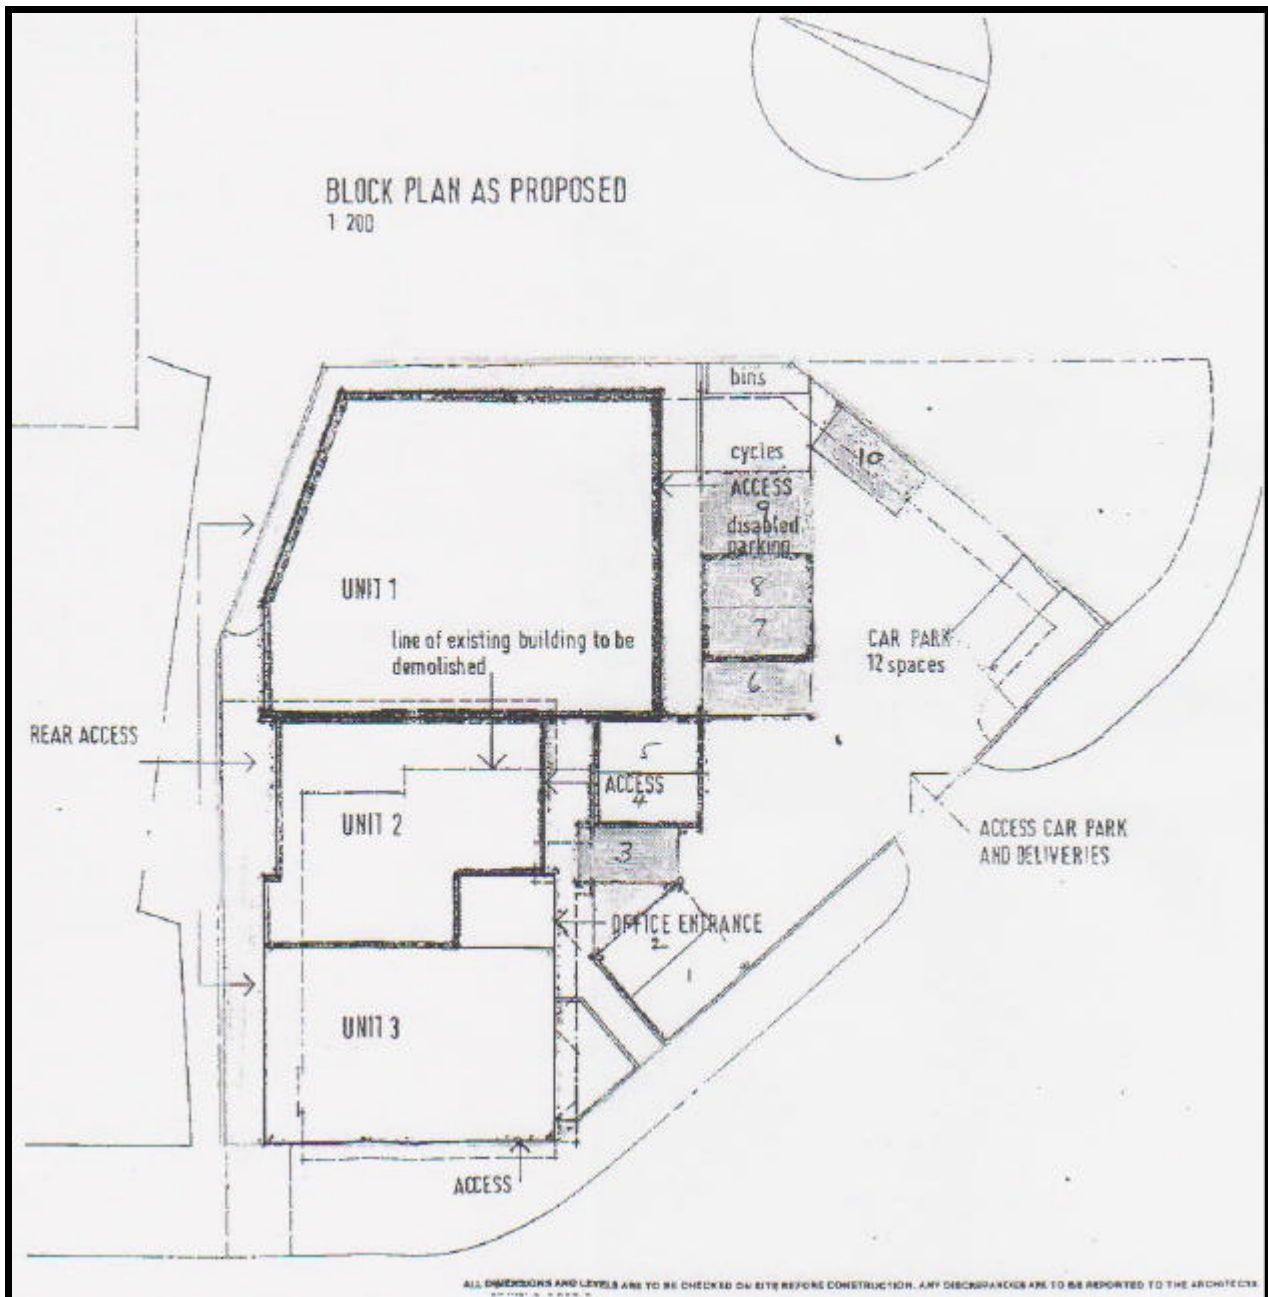 BLOCK PLAN AS PROPOSED
1 200
bins
cycles
10
ACCESS
9
disabled
parking
8
UNIT 1
7
line of existing building to be
demolished
CAR PARK
12 spaces
6
REAR ACCESS
5
ACCESS
4
UNIT 2
ACCESS CAR PARK
AND DELIVERIES
3
OFFICE ENTRANCE
2
1
UNIT 3
ACCESS
ALL DIMENSIONS AND LEVELS ARE TO BE CHECKED ON SITE BEFORE CONSTRUCTION. ANY DISCREPANCIES ARE TO BE REPORTED TO THE ARCHITECTS